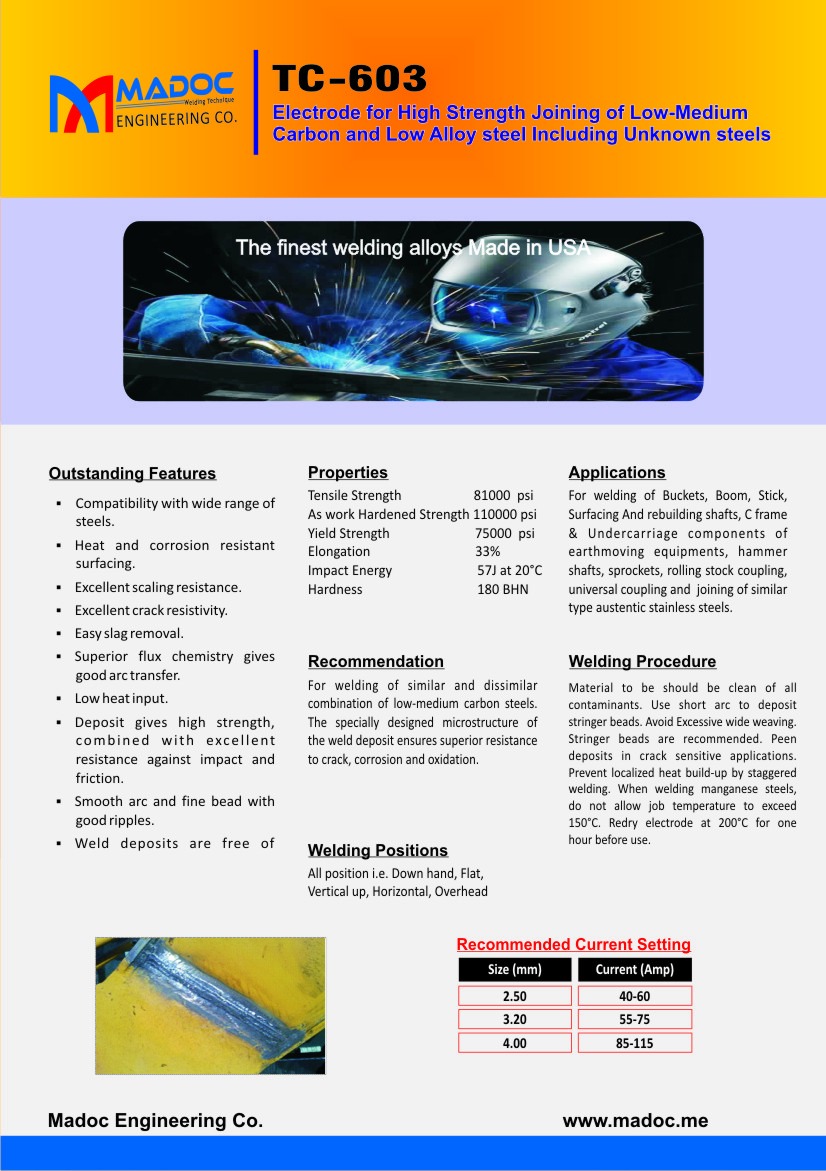 MADOC
Welding Technique
ENGINEERING CO.
TC-603
Electrode for High Strength Joining of Low-Medium
Carbon and Low Alloy steel Including Unknown steels
The finest welding alloys Made in USA
optrel
Outstanding Features
▪ Compatibility with wide range of
steels.
▪ Heat and corrosion resistant
surfacing.
▪ Excellent scaling resistance.
▪ Excellent crack resistivity.
▪ Easy slag removal.
▪ Superior flux chemistry gives
good arc transfer.
▪ Low heat input.
▪ Deposit gives high strength,
combined with excellent
resistance against impact and
friction.
▪ Smooth arc and fine bead with
good ripples.
▪ Weld deposits are free of
Properties
Tensile Strength 81000 psi
As work Hardened Strength 110000 psi
Yield Strength 75000 psi
Elongation 33%
Impact Energy 57J at 20°C
Hardness 180 BHN
Recommendation
For welding of similar and dissimilar
combination of low-medium carbon steels.
The specially designed microstructure of
the weld deposit ensures superior resistance
to crack, corrosion and oxidation.
Welding Positions
All position i.e. Down hand, Flat,
Vertical up, Horizontal, Overhead
Applications
For welding of Buckets, Boom, Stick,
Surfacing And rebuilding shafts, C frame
& Undercarriage components of
earthmoving equipments, hammer
shafts, sprockets, rolling stock coupling,
universal coupling and joining of similar
type austentic stainless steels.
Welding Procedure
Material to be should be clean of all
contaminants. Use short arc to deposit
stringer beads. Avoid Excessive wide weaving.
Stringer beads are recommended. Peen
deposits in crack sensitive applications.
Prevent localized heat build-up by staggered
welding. When welding manganese steels,
do not allow job temperature to exceed
150°C. Redry electrode at 200°C for one
hour before use.
Recommended Current Setting
Size (mm) Current (Amp)
2.50 40-60
3.20 55-75
4.00 85-115
Madoc Engineering Co. www.madoc.me